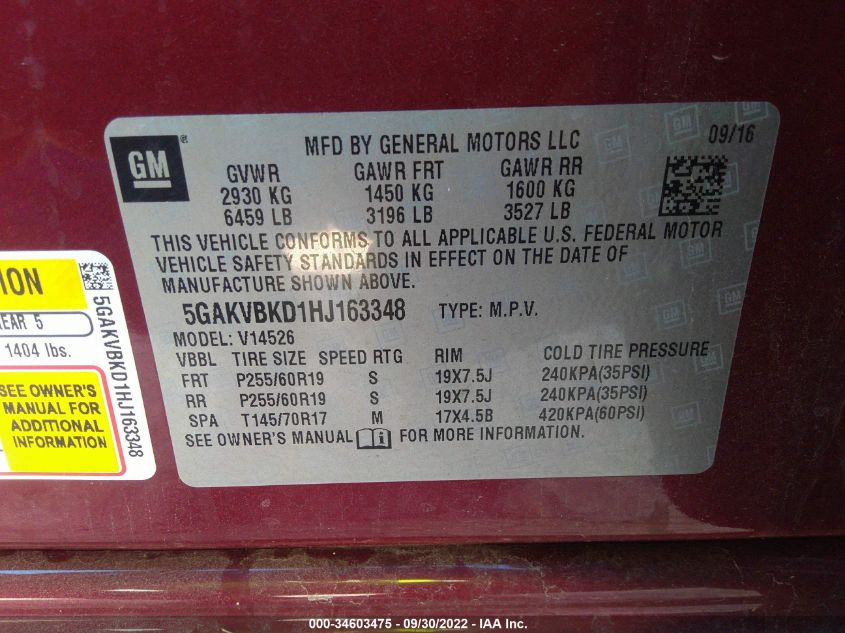 GM
®
MFD BY GENERAL MOTORS LLC
09/16
GVWR GAWR FRT GAWR RR
2930 KG 1450 KG 1600 KG
6459 LB 3196 LB 3527 LB
THIS VEHICLE CONFORMS TO ALL APPLICABLE U.S. FEDERAL MOTOR
VEHICLE SAFETY STANDARDS IN EFFECT ON THE DATE OF
MANUFACTURE SHOWN ABOVE.
5GAKVBKD1HJ163348 TYPE: M.P.V.
MODEL: V14526
VBBL TIRE SIZE SPEED RTG RIM COLD TIRE PRESSURE
FRT P255/60R19 S 19X7.5J 240KPA(35PSI)
RR P255/60R19 S 19X7.5J 240KPA(35PSI)
SPA T145/70R17 M 17X4.5B 420KPA(60PSI)
SEE OWNER'S MANUAL FOR MORE INFORMATION.
5
1404 lbs.
SEE OWNER'S
MANUAL FOR
ADDITIONAL
INFORMATION
5GAKVBKD1HJ163348
000-34603475 - 09/30/2022 - IAA Inc.